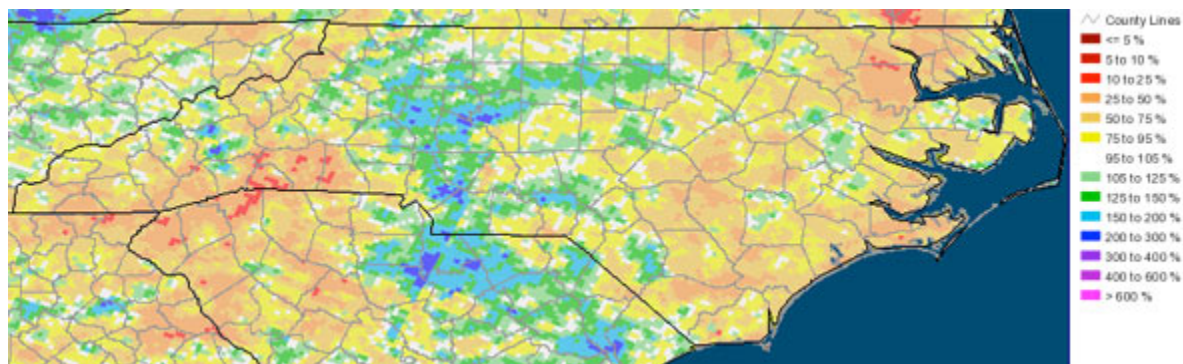 County Lines
<= 5 %
5 to 10 %
10 to 25 %
25 to 50 %
50 to 75 %
75 to 95 %
95 to 105 %
105 to 125 %
125 to 150 %
150 to 200 %
200 to 300 %
300 to 400 %
400 to 600 %
> 600 %